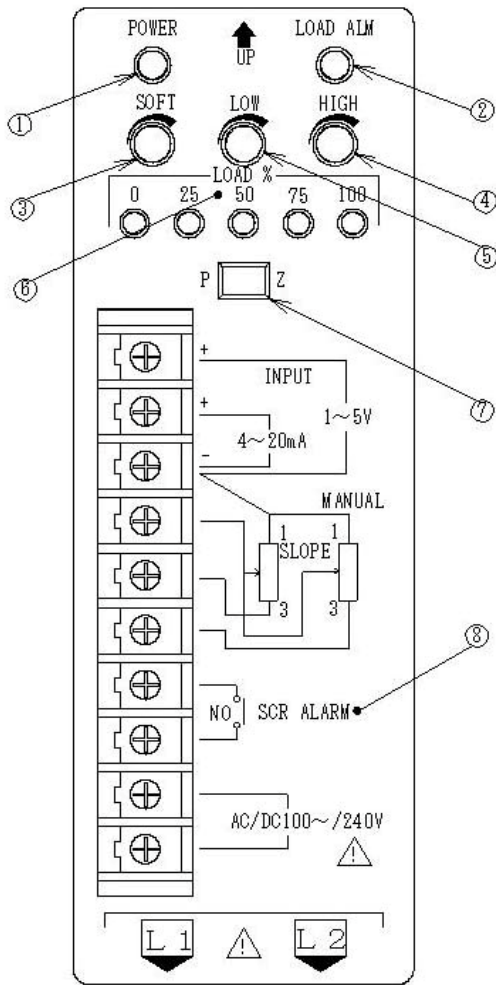 POWER UP LOAD ALM
① ②
SOFT LOW HIGH
③ ④
LOAD %
0 25 50 75 100
⑤
⑥
P Z
⑦
+
INPUT
+
1~5V
4~20mA
-
MANUAL
1 1
SLOPE
3 3
⑧
NO SCR ALARM
AC/DC100~/240V
!
L1 ! L2